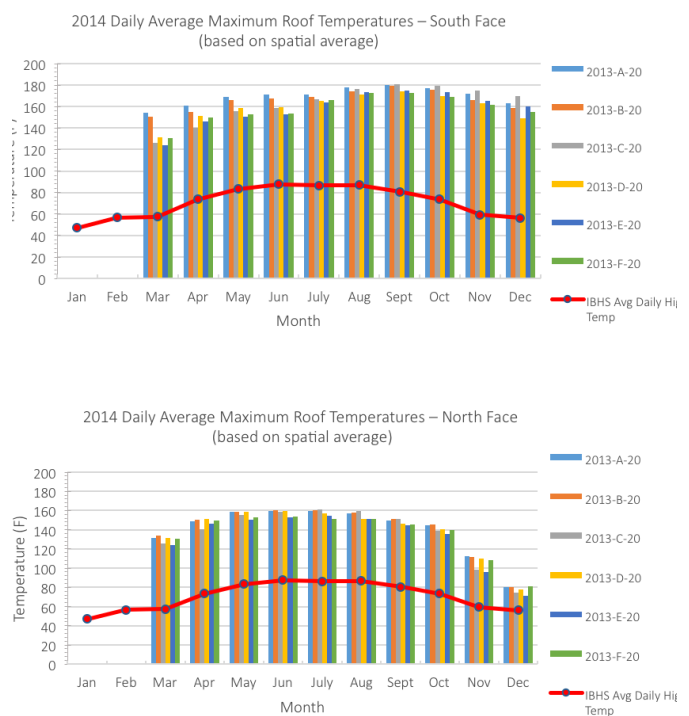 2014 Daily Average Maximum Roof Temperatures – South Face
(based on spatial average)
200
180
160
140
120
100
80
60
40
20
0
Jan Feb Mar Apr May Jun July Aug Sept Oct Nov Dec
Month
2013-A-20
2013-B-20
2013-C-20
2013-D-20
2013-E-20
2013-F-20
IBHS Avg Daily Hig
Temp
2014 Daily Average Maximum Roof Temperatures – North Face
(based on spatial average)
Temperature (F)
200
180
160
140
120
100
80
60
40
20
0
Jan Feb Mar Apr May Jun July Aug Sept Oct Nov Dec
Month
2013-A-20
2013-B-20
2013-C-20
2013-D-20
2013-E-20
2013-F-20
IBHS Avg Daily Hig
Temp